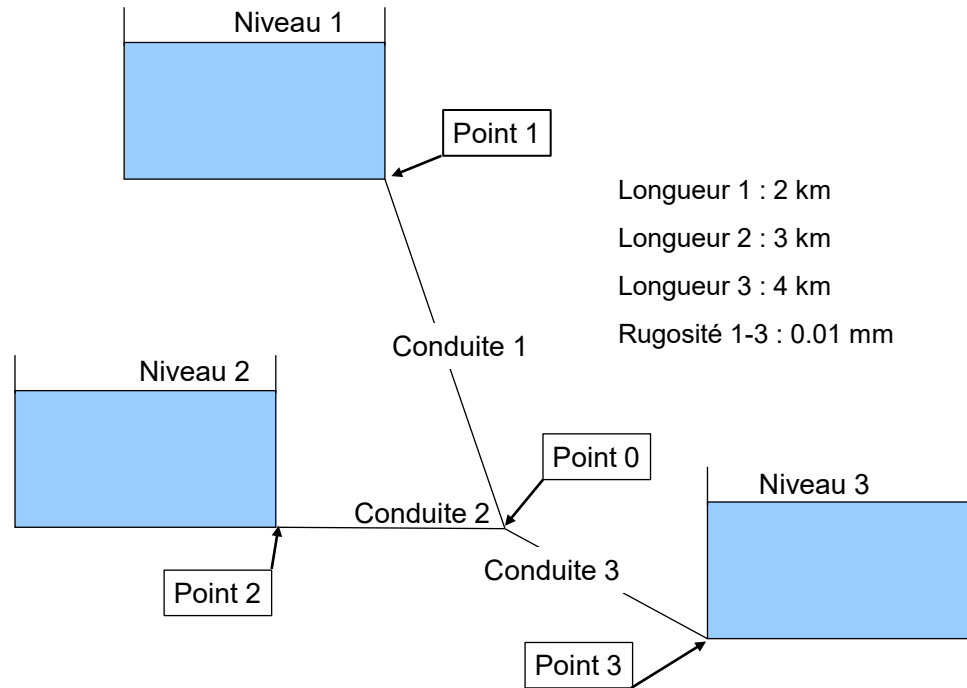 Niveau 1
Point 1
Longueur 1 : 2 km
Longueur 2 : 3 km
Longueur 3 : 4 km
Rugosité 1-3 : 0.01 mm
Conduite 1
Niveau 2
Point 0
Niveau 3
Conduite 2
Conduite 3
Point 2
Point 3